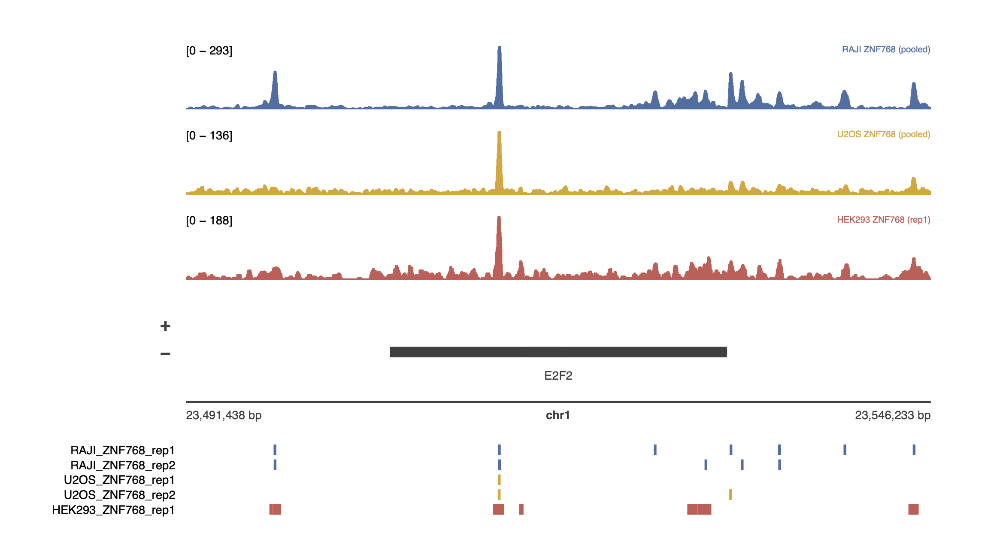 [0 – 293]
RAJI ZNF768 (pooled)
[0 – 136]
U2OS ZNF768 (pooled)
[0 – 188]
HEK293 ZNF768 (rep1)
+
–
E2F2
23,491,438 bp
chr1
23,546,233 bp
RAJI_ZNF768_rep1
RAJI_ZNF768_rep2
U2OS_ZNF768_rep1
U2OS_ZNF768_rep2
HEK293_ZNF768_rep1